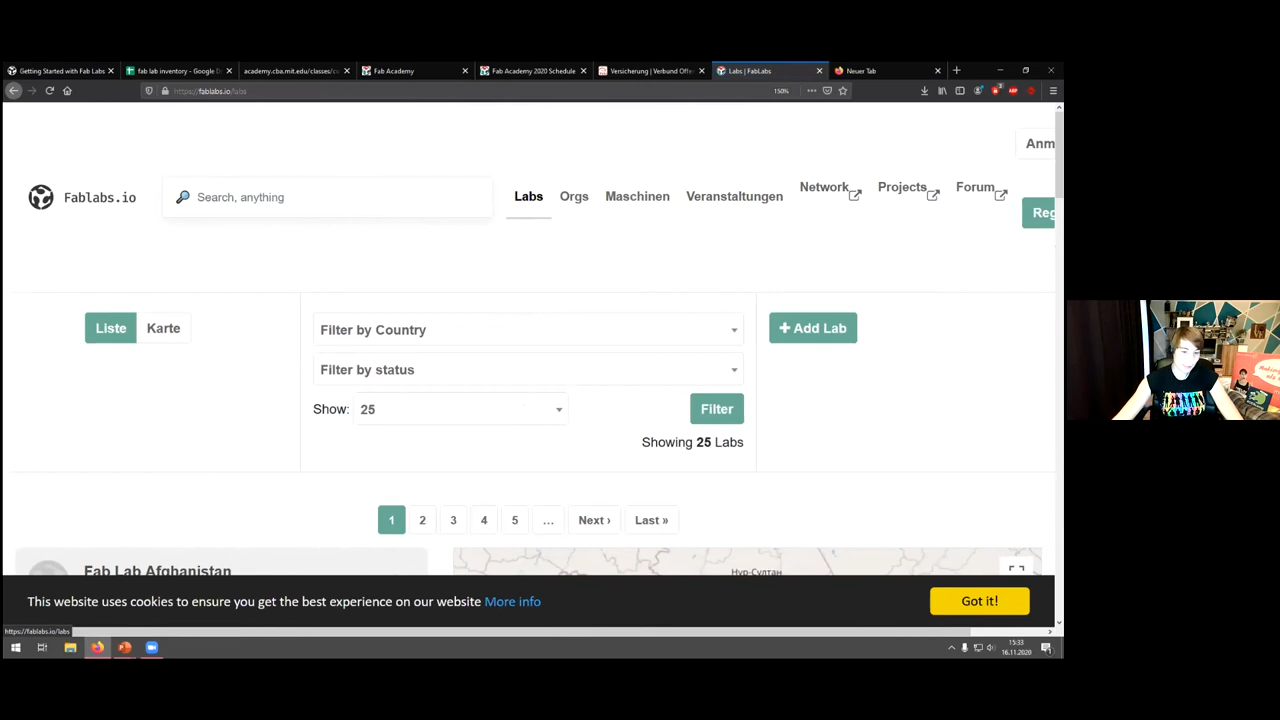 Getting Started with Fab Labs
fab lab inventory - Google D
academy.cba.mit.edu/classes/c
Fab Academy
Fab Academy 2020 Schedule
Versicherung | Verbund Offe
Labs | FabLabs
Neuer Tab
https://fablabs.io/labs
150%
Anm
Fablabs.io
Search, anything
Labs
Orgs
Maschinen
Veranstaltungen
Network
Projects
Forum
Reg
Liste
Karte
Filter by Country
+ Add Lab
Filter by status
Show:
25
Filter
Showing 25 Labs
1
2
3
4
5
…
Next ›
Last »
Fab Lab Afghanistan
Нур-Султан
This website uses cookies to ensure you get the best experience on our website More info
Got it!
https://fablabs.io/labs
15:33
16.11.2020